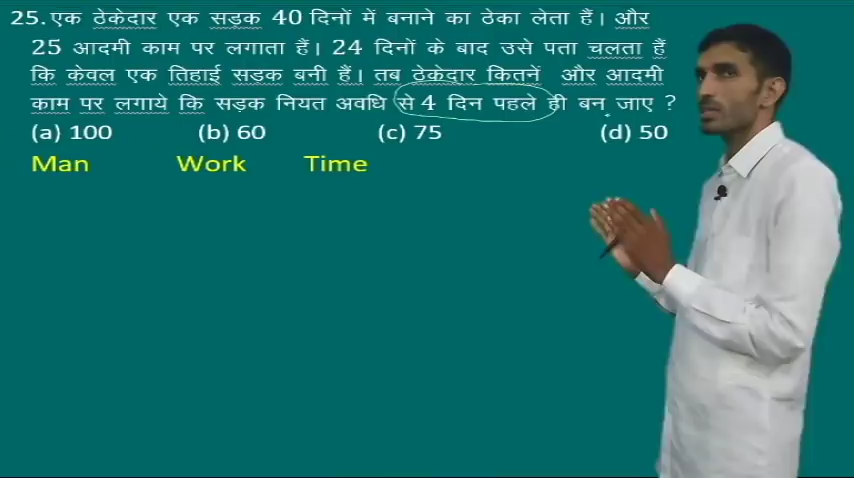 25. एक ठेकेदार एक सड़क 40 दिनों में बनाने का ठेका लेता हैं। और
25 आदमी काम पर लगाता हैं। 24 दिनों के बाद उसे पता चलता हैं
कि केवल एक तिहाई सड़क बनी हैं। तब ठेकेदार कितनें और आदमी
काम पर लगाये कि सड़क नियत अवधि से 4 दिन पहले ही बन जाए ?
(a) 100 (b) 60 (c) 75 (d) 50
Man Work Time